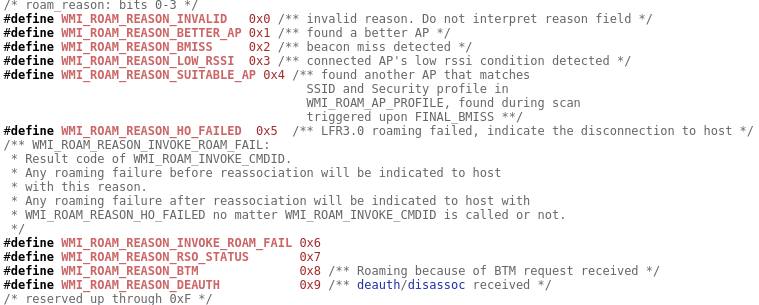 /* roam_reason: bits 0-3 */
#define WMI_ROAM_REASON_INVALID   0x0 /** invalid reason. Do not interpret reason field */
#define WMI_ROAM_REASON_BETTER_AP 0x1 /** found a better AP */
#define WMI_ROAM_REASON_BMISS     0x2 /** beacon miss detected */
#define WMI_ROAM_REASON_LOW_RSSI  0x3 /** connected AP's low rssi condition detected */
#define WMI_ROAM_REASON_SUITABLE_AP 0x4 /** found another AP that matches
                                          SSID and Security profile in
                                          WMI_ROAM_AP_PROFILE, found during scan
                                          triggered upon FINAL_BMISS **/
#define WMI_ROAM_REASON_HO_FAILED  0x5  /** LFR3.0 roaming failed, indicate the disconnection to host */
/** WMI_ROAM_REASON_INVOKE_ROAM_FAIL:
 * Result code of WMI_ROAM_INVOKE_CMDID.
 * Any roaming failure before reassociation will be indicated to host
 * with this reason.
 * Any roaming failure after reassociation will be indicated to host with
 * WMI_ROAM_REASON_HO_FAILED no matter WMI_ROAM_INVOKE_CMDID is called or not.
 */
#define WMI_ROAM_REASON_INVOKE_ROAM_FAIL 0x6
#define WMI_ROAM_REASON_RSO_STATUS       0x7
#define WMI_ROAM_REASON_BTM              0x8 /** Roaming because of BTM request received */
#define WMI_ROAM_REASON_DEAUTH           0x9 /** deauth/disassoc received */
/* reserved up through 0xF */